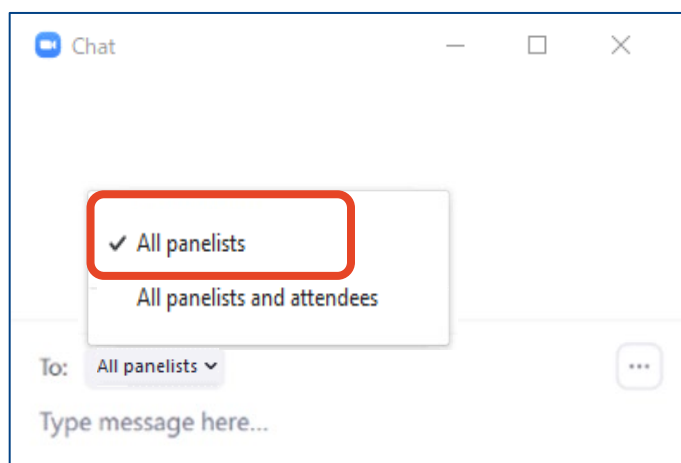 Chat
All panelists
All panelists and attendees
To: All panelists
Type message here...